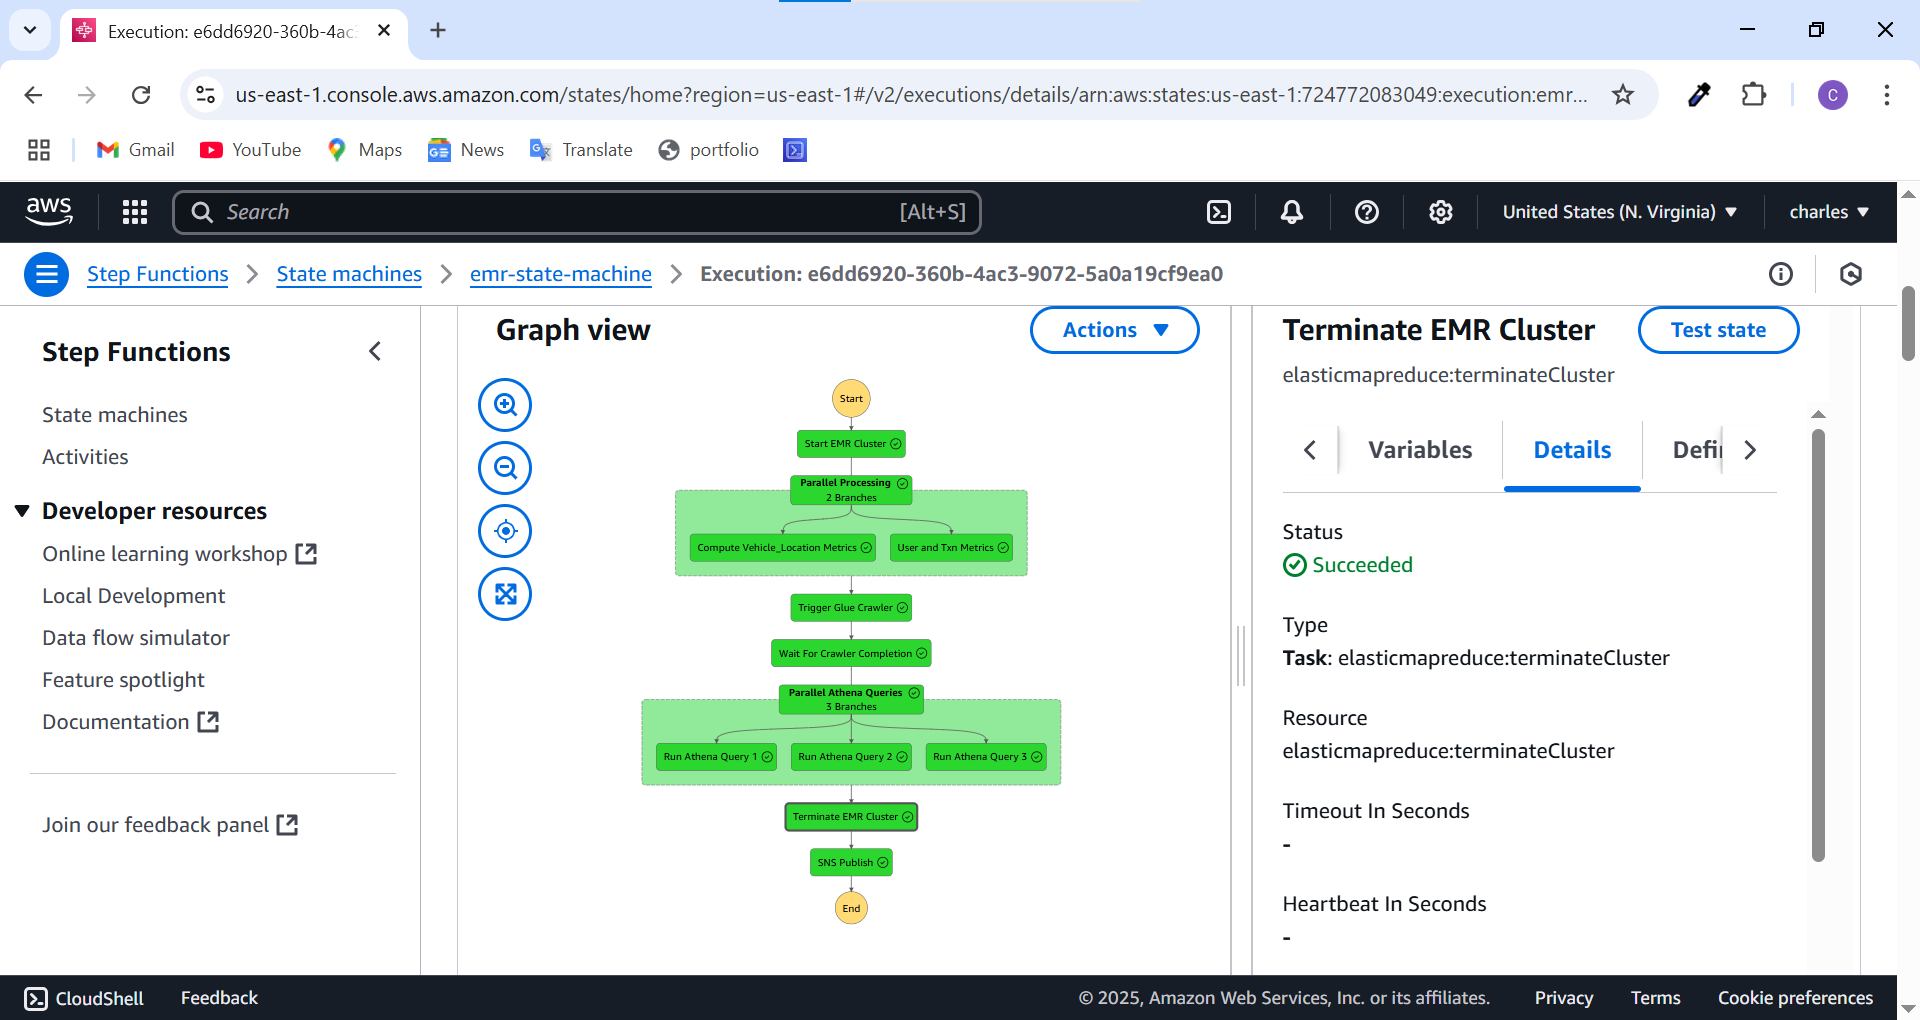 Execution: e6dd6920-360b-4ac3
us-east-1.console.aws.amazon.com/states/home?region=us-east-1#/v2/executions/details/arn:aws:states:us-east-1:724772083049:execution:emr...
C
Gmail
YouTube
Maps
News
Translate
portfolio
aws
Search
[Alt+S]
United States (N. Virginia)
charles
Step Functions
State machines
emr-state-machine
Execution: e6dd6920-360b-4ac3-9072-5a0a19cf9ea0
Step Functions
State machines
Activities
Developer resources
Online learning workshop
Local Development
Data flow simulator
Feature spotlight
Documentation
Join our feedback panel
Graph view
Actions
Start
Start EMR Cluster
Parallel Processing
2 Branches
Compute Vehicle_Location Metrics
User and Txn Metrics
Trigger Glue Crawler
Wait For Crawler Completion
Parallel Athena Queries
3 Branches
Run Athena Query 1
Run Athena Query 2
Run Athena Query 3
Terminate EMR Cluster
SNS Publish
End
Terminate EMR Cluster
Test state
elasticmapreduce:terminateCluster
Variables
Details
Defi
Status
Succeeded
Type
Task: elasticmapreduce:terminateCluster
Resource
elasticmapreduce:terminateCluster
Timeout In Seconds
-
Heartbeat In Seconds
-
CloudShell
Feedback
© 2025, Amazon Web Services, Inc. or its affiliates.
Privacy
Terms
Cookie preferences